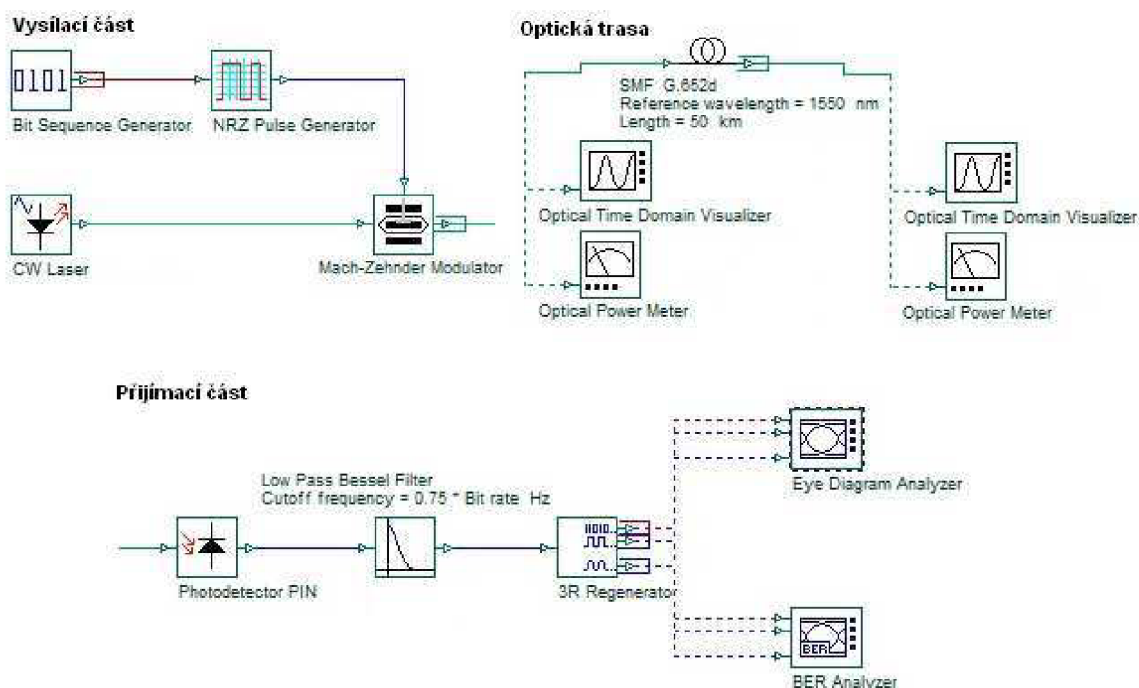 Vysílací část
0101
Bit Sequence Generator
NRZ Pulse Generator
CW Laser
Mach-Zehnder Modulator
Optická trasa
SMF G.652d
Reference wavelength = 1550 nm
Length = 50 km
Optical Time Domain Visualizer
Optical Power Meter
Optical Time Domain Visualizer
Optical Power Meter
Přijímací část
Photodetector PIN
Low Pass Bessel Filter
Cutoff frequency = 0.75 * Bit rate Hz
3R Regenerator
Eye Diagram Analyzer
BER
BER Analyzer